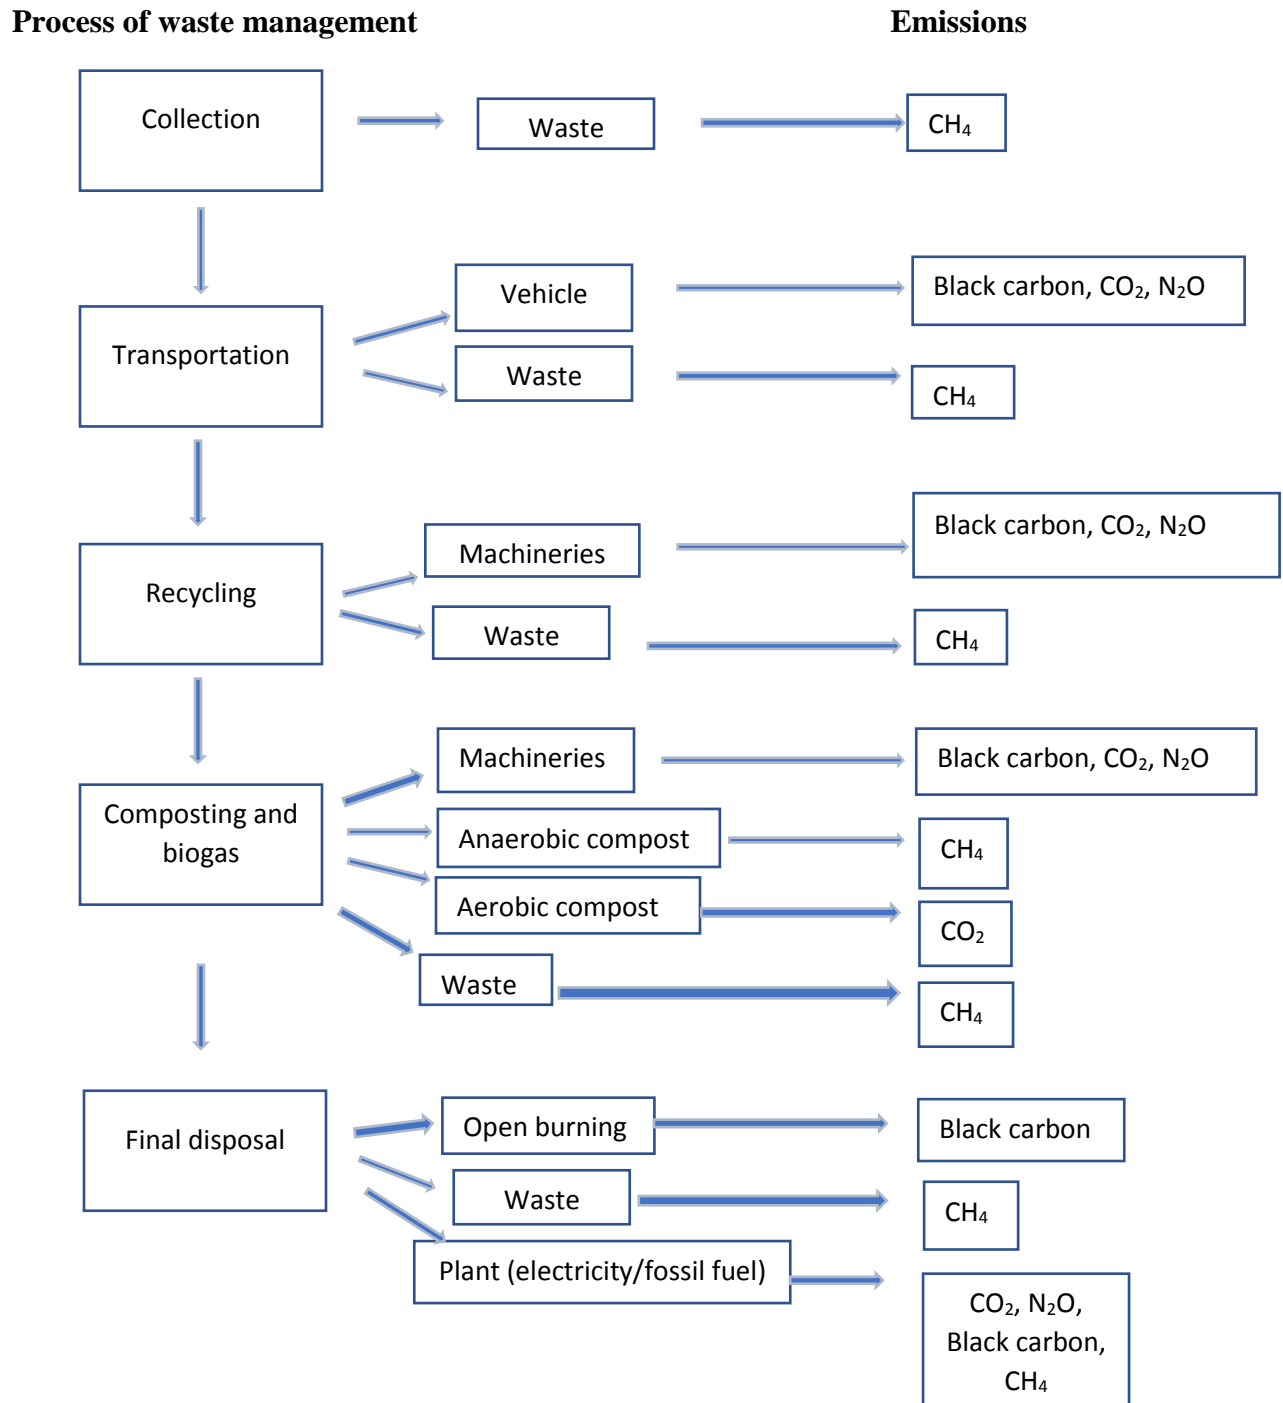 Process of waste management
Emissions
Collection
Waste
CH₄
Vehicle
Black carbon, CO₂, N₂O
Transportation
Waste
CH₄
Machineries
Black carbon, CO₂, N₂O
Recycling
Waste
CH₄
Machineries
Black carbon, CO₂, N₂O
Composting and
biogas
Anaerobic compost
CH₄
Aerobic compost
CO₂
Waste
CH₄
Final disposal
Open burning
Black carbon
Waste
CH₄
Plant (electricity/fossil fuel)
CO₂, N₂O,
Black carbon,
CH₄